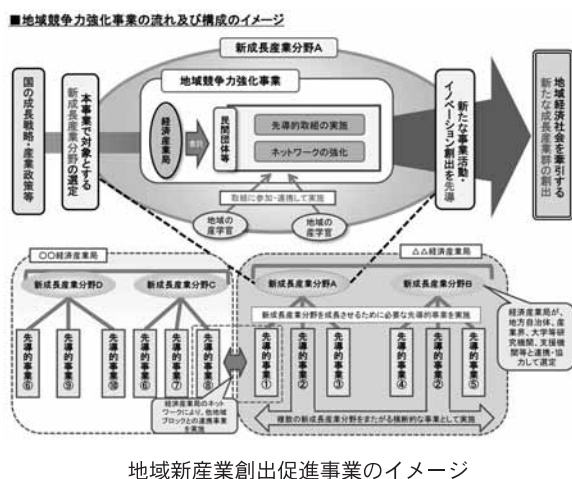 ■地域競争力強化事業の流れ及び構成のイメージ
新成長産業分野A
地域競争力強化事業
国の成長戦略・産業政策等
本事業で対象とする
新成長産業分野の選定
経済産業局
委託
民間団体等
先導的取組の実施
ネットワークの強化
取組に参加・連携して実施
地域の
産学官
地域の
産学官
新たな事業活動・
イノベーション創出を先導
地域経済社会を牽引する
新たな成長産業群の創出
〇〇経済産業局
新成長産業分野D
新成長産業分野C
先導的事業⑥
先導的事業⑨
先導的事業⑩
先導的事業⑥
先導的事業⑦
先導的事業⑧
経済産業局のネット
ワークにより、他地域
ブロックとの連携事業
を実施
△△経済産業局
新成長産業分野A
新成長産業分野B
新成長産業分野を成長させるために必要な先導的事業を実施
先導的事業①
先導的事業②
先導的事業③
先導的事業④
先導的事業②
先導的事業⑤
経済産業局が、
地方自治体、産
業界、大学等研
究機関、支援機
関等と連携・協
力して選定
複数の新成長産業分野をまたがる横断的な事業として実施
地域新産業創出促進事業のイメージ